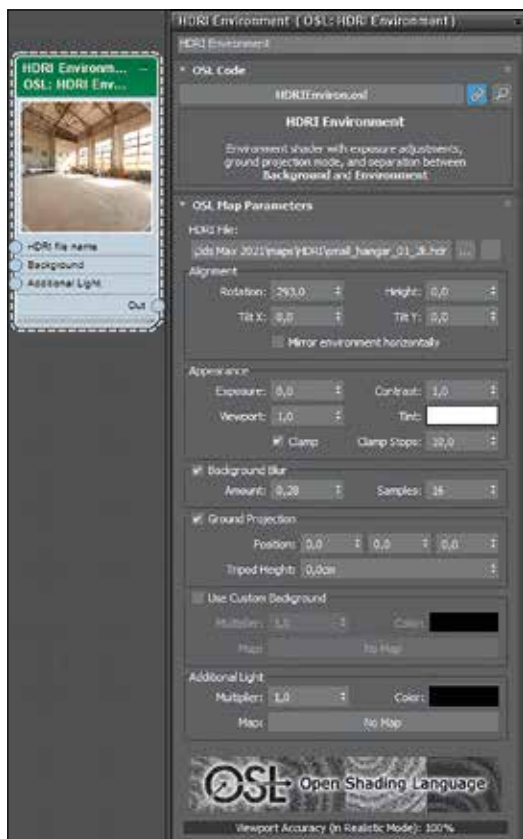 HDRI Environm...
OSL: HDRI Env...
HDRI file name
Background
Additional Light
Out
HDRI Environment ( OSL: HDRI Environment )
HDRI Environment
OSL Code
HDRIEnviron.osl
HDRI Environment
Environment shader with exposure adjustments,
ground projection mode, and separation between
Background and Environment
OSL Map Parameters
HDRI File:
\3ds Max 2021\maps\HDRI\small_hangar_01_2k.hdr ...
Alignment
Rotation: 293,0 Height: 0,0
Tilt X: 0,0 Tilt Y: 0,0
Mirror environment horizontally
Appearance
Exposure: 0,0 Contrast: 1,0
Viewport: 1,0 Tint:
Clamp Clamp Stops: 10,0
Background Blur
Amount: 0,28 Samples: 16
Ground Projection
Position: 0,0 0,0 0,0
Tripod Height: 0,0cm
Use Custom Background
Multiplier: 1,0 Color:
Map: No Map
Additional Light
Multiplier: 1,0 Color:
Map: No Map
OSL Open Shading Language
Viewport Accuracy (in Realistic Mode): 100%